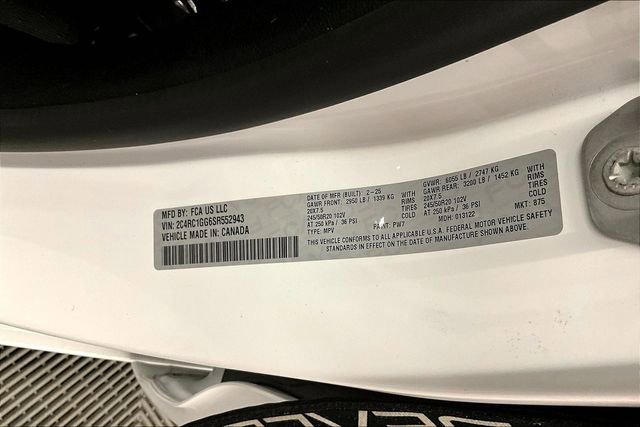 MFD BY: FCA US LLC
VIN: 2C4RC1GG6SR552943
VEHICLE MADE IN: CANADA
DATE OF MFR (BUILT): 2-25
GAWR FRONT: 2950 LB / 1339 KG WITH
20X7.5 RIMS
245/50R20 102V TIRES
AT 250 kPa / 36 PSI COLD
TYPE: MPV PAINT: PW7
GVWR: 6055 LB / 2747 KG
GAWR REAR: 3200 LB / 1452 KG WITH
20X7.5 RIMS
245/50R20 102V TIRES
AT 250 kPa / 36 PSI COLD
MDH: 013122 MKT: 875
THIS VEHICLE CONFORMS TO ALL APPLICABLE U.S.A. FEDERAL MOTOR VEHICLE SAFETY
STANDARDS IN EFFECT ON THE DATE OF MANUFACTURE SHOWN ABOVE.